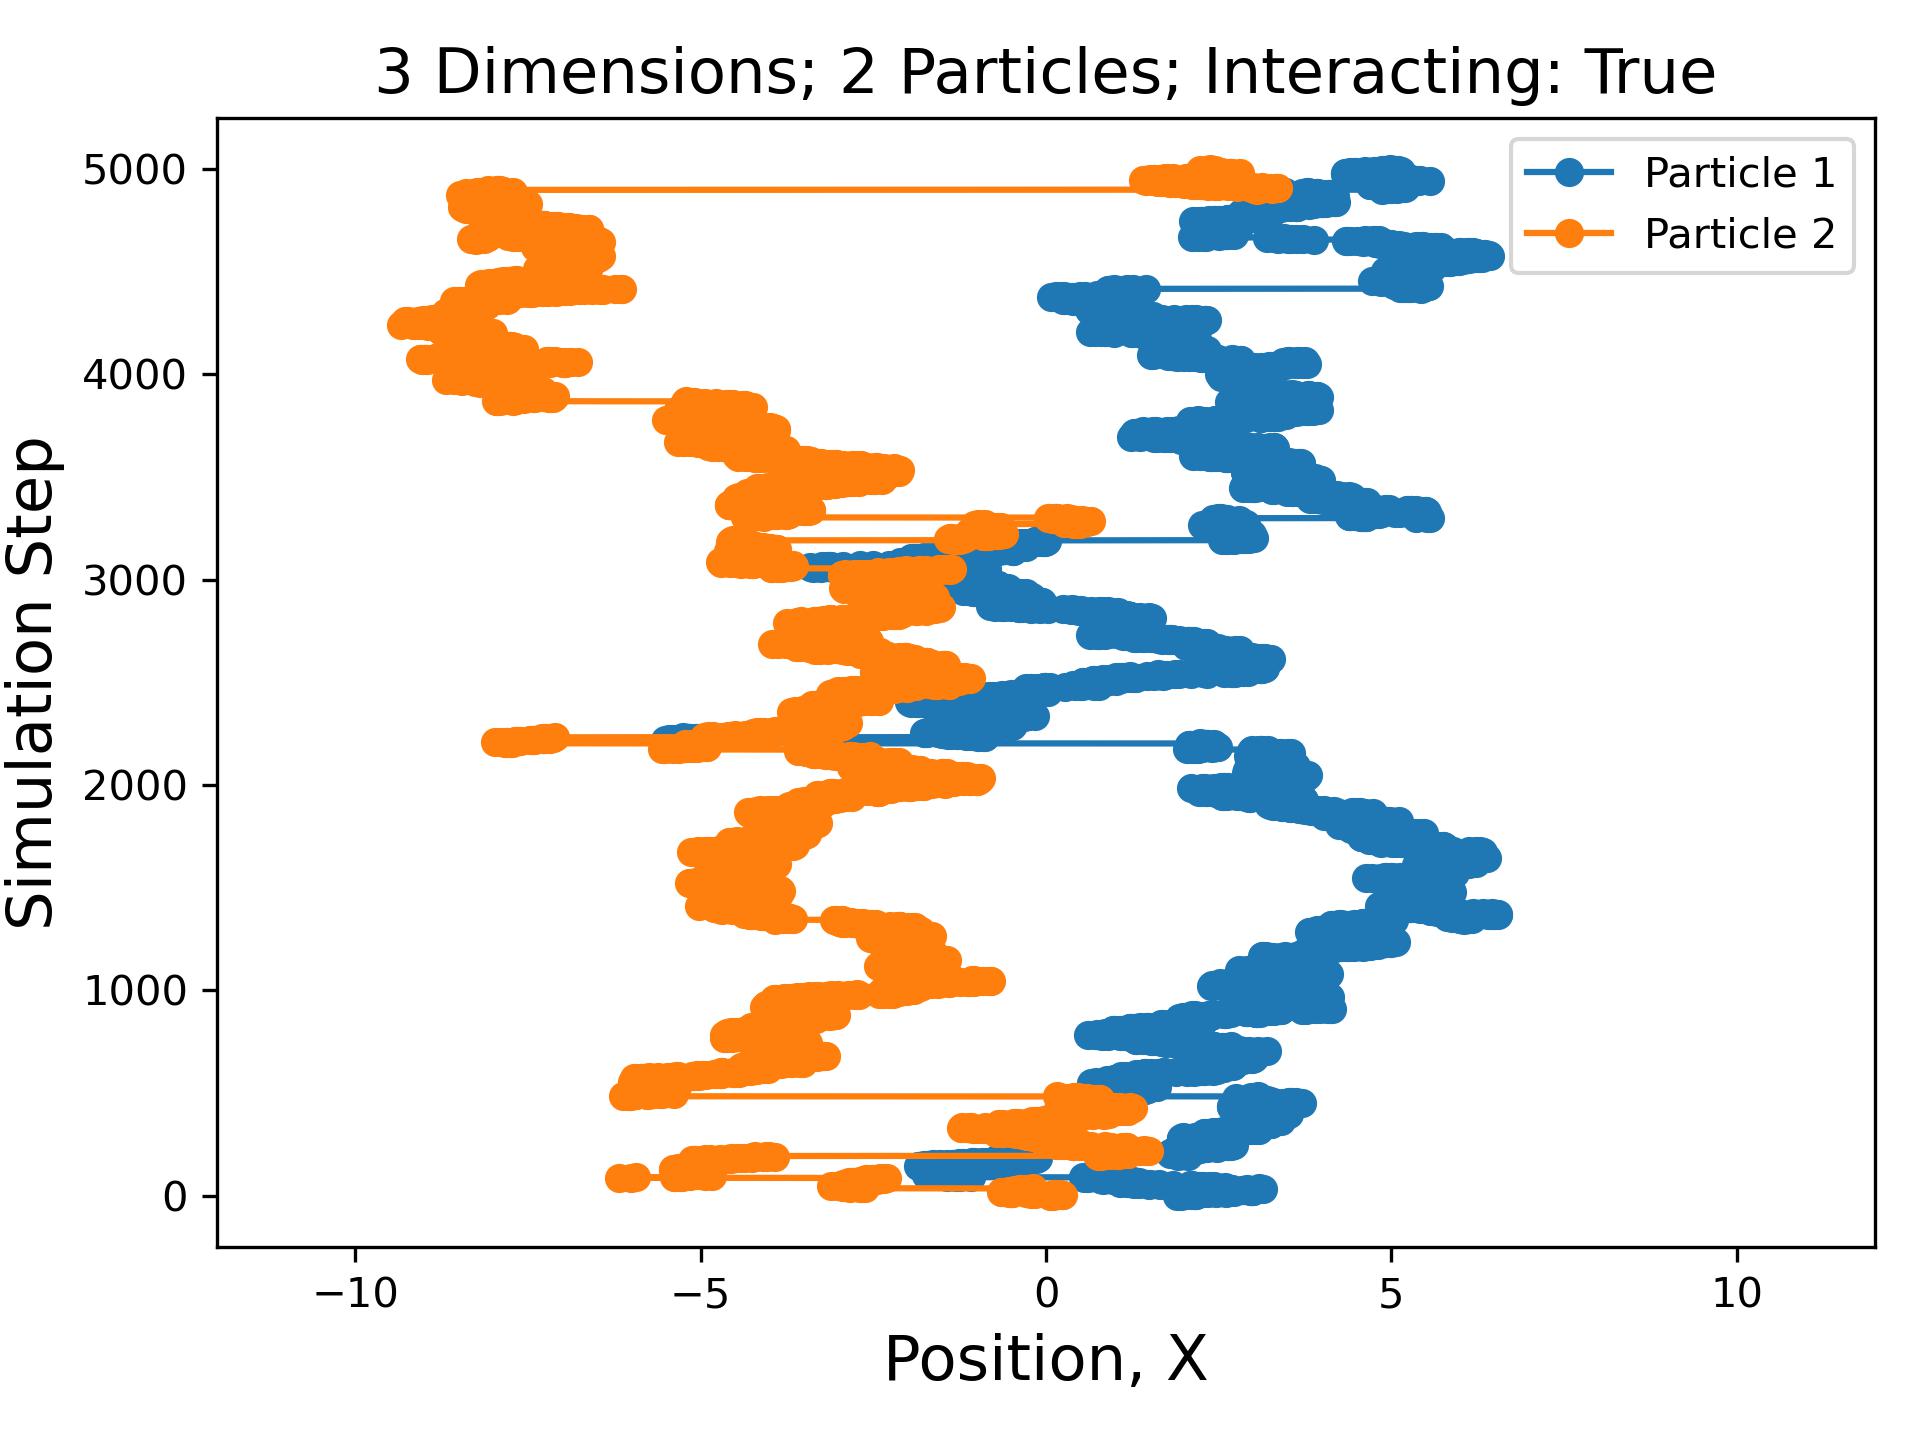 3 Dimensions; 2 Particles; Interacting: True
Particle 1
Particle 2
5000
4000
3000
2000
1000
0
Simulation Step
−10
−5
0
5
10
Position, X